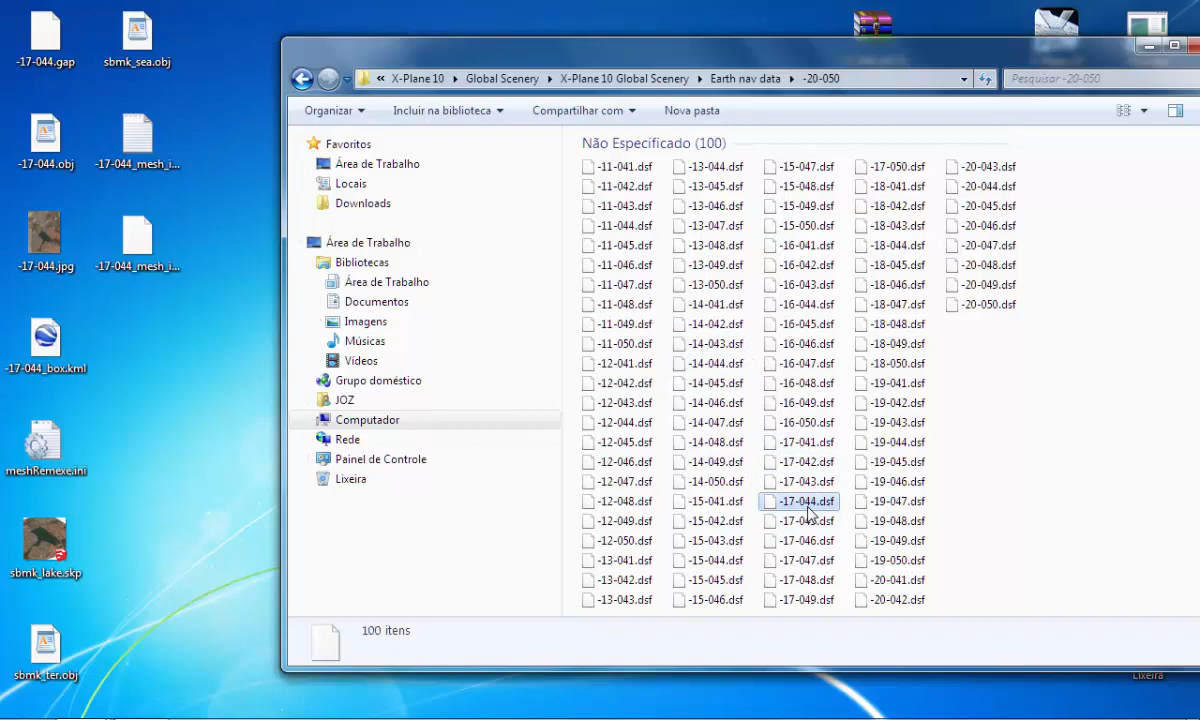 -17-044.gap
sbmk_sea.obj
-17-044.obj
-17-044_mesh_i...
-17-044.jpg
-17-044_mesh_i...
-17-044_box.kml
meshRemexe.ini
sbmk_lake.skp
sbmk_ter.obj
« X-Plane 10 ▸ Global Scenery ▸ X-Plane 10 Global Scenery ▸ Earth nav data ▸ -20-050
Pesquisar -20-050
Organizar
Incluir na biblioteca
Compartilhar com
Nova pasta
Favoritos
Área de Trabalho
Locais
Downloads
Área de Trabalho
Bibliotecas
Área de Trabalho
Documentos
Imagens
Músicas
Vídeos
Grupo doméstico
JOZ
Computador
Rede
Painel de Controle
Lixeira
Não Especificado (100)
-11-041.dsf
-11-042.dsf
-11-043.dsf
-11-044.dsf
-11-045.dsf
-11-046.dsf
-11-047.dsf
-11-048.dsf
-11-049.dsf
-11-050.dsf
-12-041.dsf
-12-042.dsf
-12-043.dsf
-12-044.dsf
-12-045.dsf
-12-046.dsf
-12-047.dsf
-12-048.dsf
-12-049.dsf
-12-050.dsf
-13-041.dsf
-13-042.dsf
-13-043.dsf
-13-044.dsf
-13-045.dsf
-13-046.dsf
-13-047.dsf
-13-048.dsf
-13-049.dsf
-13-050.dsf
-14-041.dsf
-14-042.dsf
-14-043.dsf
-14-044.dsf
-14-045.dsf
-14-046.dsf
-14-047.dsf
-14-048.dsf
-14-049.dsf
-14-050.dsf
-15-041.dsf
-15-042.dsf
-15-043.dsf
-15-044.dsf
-15-045.dsf
-15-046.dsf
-15-047.dsf
-15-048.dsf
-15-049.dsf
-15-050.dsf
-16-041.dsf
-16-042.dsf
-16-043.dsf
-16-044.dsf
-16-045.dsf
-16-046.dsf
-16-047.dsf
-16-048.dsf
-16-049.dsf
-16-050.dsf
-17-041.dsf
-17-042.dsf
-17-043.dsf
-17-044.dsf
-17-045.dsf
-17-046.dsf
-17-047.dsf
-17-048.dsf
-17-049.dsf
-17-050.dsf
-18-041.dsf
-18-042.dsf
-18-043.dsf
-18-044.dsf
-18-045.dsf
-18-046.dsf
-18-047.dsf
-18-048.dsf
-18-049.dsf
-18-050.dsf
-19-041.dsf
-19-042.dsf
-19-043.dsf
-19-044.dsf
-19-045.dsf
-19-046.dsf
-19-047.dsf
-19-048.dsf
-19-049.dsf
-19-050.dsf
-20-041.dsf
-20-042.dsf
-20-043.dsf
-20-044.dsf
-20-045.dsf
-20-046.dsf
-20-047.dsf
-20-048.dsf
-20-049.dsf
-20-050.dsf
100 itens
Lixeira